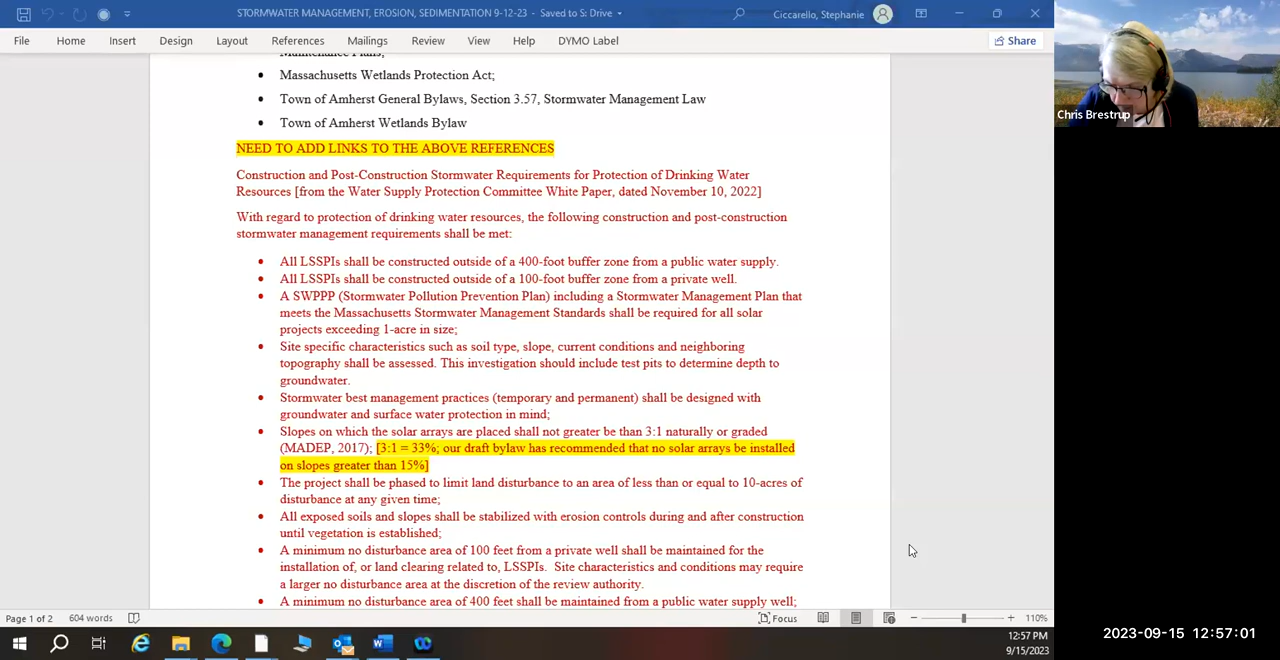 STORMWATER MANAGEMENT, EROSION, SEDIMENTATION 9-12-23 - Saved to S: Drive
Ciccarello, Stephanie
File Home Insert Design Layout References Mailings Review View Help DYMO Label Share
Maintenance Plans;
• Massachusetts Wetlands Protection Act;
• Town of Amherst General Bylaws, Section 3.57, Stormwater Management Law
• Town of Amherst Wetlands Bylaw
NEED TO ADD LINKS TO THE ABOVE REFERENCES
Construction and Post-Construction Stormwater Requirements for Protection of Drinking Water
Resources [from the Water Supply Protection Committee White Paper, dated November 10, 2022]
With regard to protection of drinking water resources, the following construction and post-construction
stormwater management requirements shall be met:
• All LSSPIs shall be constructed outside of a 400-foot buffer zone from a public water supply.
• All LSSPIs shall be constructed outside of a 100-foot buffer zone from a private well.
• A SWPPP (Stormwater Pollution Prevention Plan) including a Stormwater Management Plan that
meets the Massachusetts Stormwater Management Standards shall be required for all solar
projects exceeding 1-acre in size;
• Site specific characteristics such as soil type, slope, current conditions and neighboring
topography shall be assessed. This investigation should include test pits to determine depth to
groundwater.
• Stormwater best management practices (temporary and permanent) shall be designed with
groundwater and surface water protection in mind;
• Slopes on which the solar arrays are placed shall not greater be than 3:1 naturally or graded
(MADEP, 2017); [3:1 = 33%; our draft bylaw has recommended that no solar arrays be installed
on slopes greater than 15%]
• The project shall be phased to limit land disturbance to an area of less than or equal to 10-acres of
disturbance at any given time;
• All exposed soils and slopes shall be stabilized with erosion controls during and after construction
until vegetation is established;
• A minimum no disturbance area of 100 feet from a private well shall be maintained for the
installation of, or land clearing related to, LSSPIs. Site characteristics and conditions may require
a larger no disturbance area at the discretion of the review authority.
• A minimum no disturbance area of 400 feet shall be maintained from a public water supply well;
Page 1 of 2 604 words Focus 110%
12:57 PM
9/15/2023
Chris Brestrup
2023-09-15 12:57:01